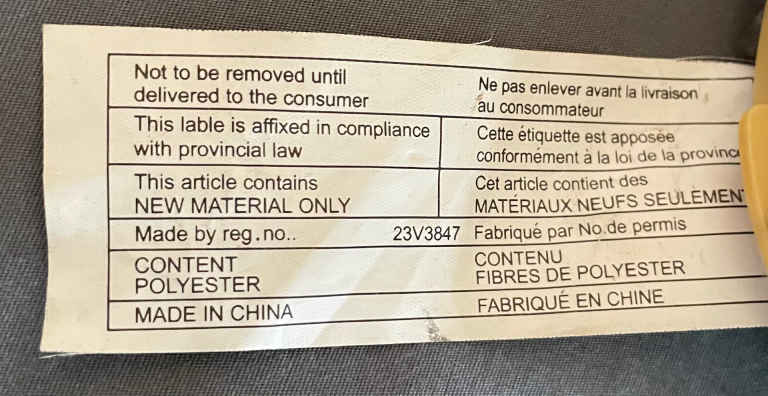 Not to be removed until
delivered to the consumer
Ne pas enlever avant la livraison
au consommateur
This lable is affixed in compliance
with provincial law
Cette étiquette est apposée
conformément à la loi de la provinc
This article contains
NEW MATERIAL ONLY
Cet article contient des
MATÉRIAUX NEUFS SEULEMEN
Made by reg.no.. 23V3847 Fabriqué par No.de permis
CONTENT
POLYESTER
CONTENU
FIBRES DE POLYESTER
MADE IN CHINA
FABRIQUÉ EN CHINE